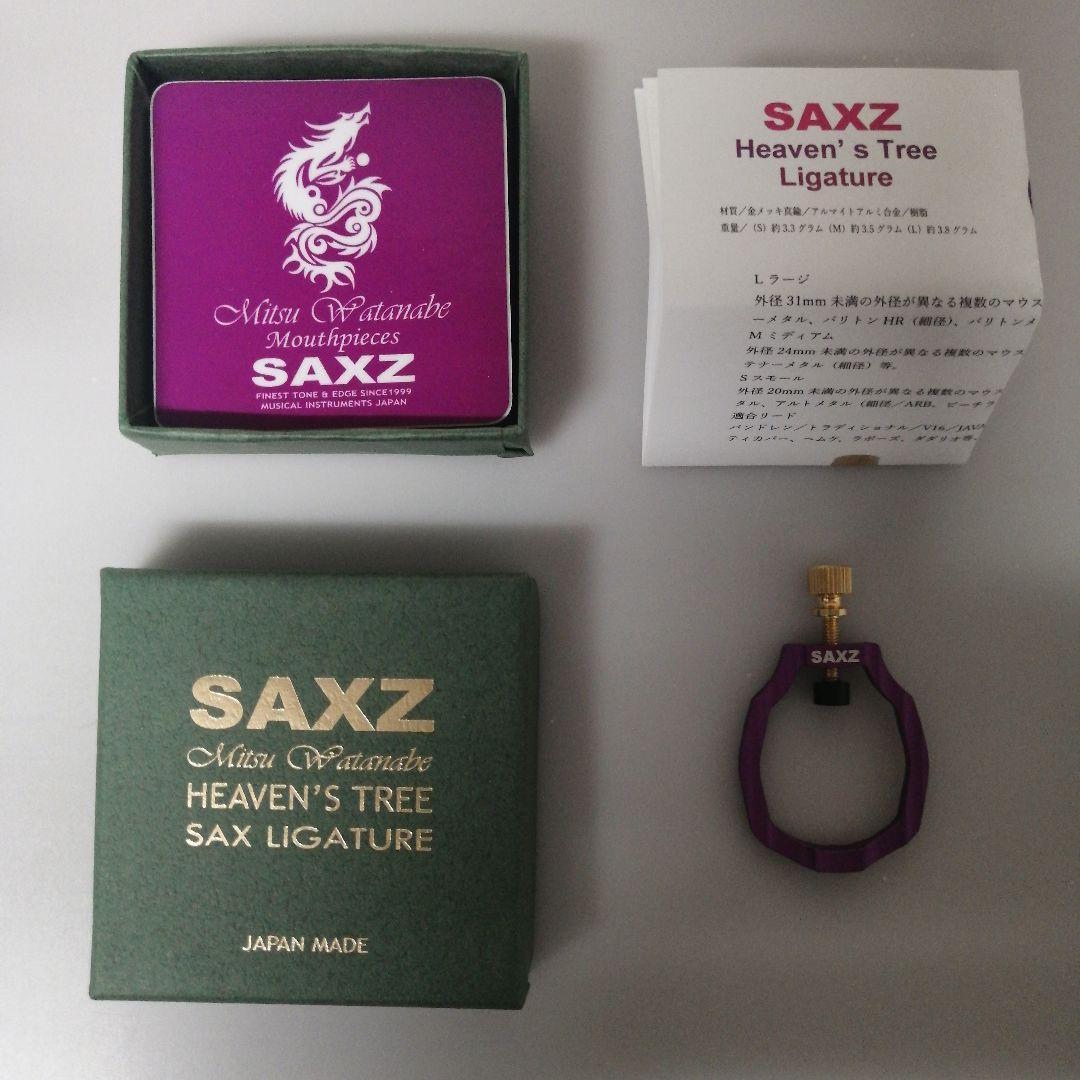 Mitsu Watanabe
Mouthpieces
SAXZ
FINEST TONE & EDGE SINCE1999
MUSICAL INSTRUMENTS JAPAN
SAXZ
Heaven's Tree
Ligature
材質／金メッキ真鍮／アルマイトアルミ合金／樹脂
重量／（S）約3.3グラム（M）約3.5グラム（L）約3.8グラム
L ラージ
外径31mm未満の外径が異なる複数のマウス
ーメタル、バリトンHR（細径）、バリトンメ
M ミディアム
外径24mm未満の外径が異なる複数のマウス
テナーメタル（細径）等。
S スモール
外径20mm未満の外径が異なる複数のマウス
タル、アルトメタル（細径／ARB、ビーチラ
適合リード
バンドレン／トラディショナル／V16／JAVA
ティカバー、ヘムケ、ラボーズ、ダダリオ等
SAXZ
Mitsu Watanabe
HEAVEN'S TREE
SAX LIGATURE
JAPAN MADE
SAXZ